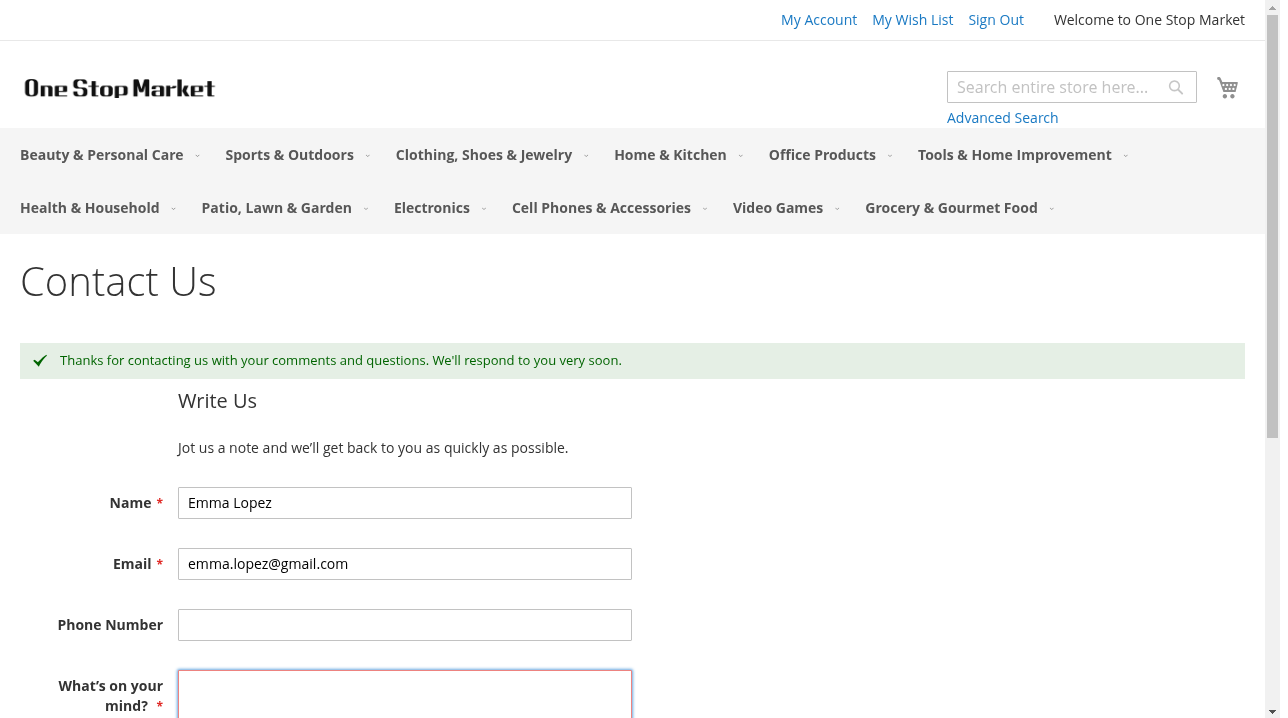 My Account My Wish List Sign Out Welcome to One Stop Market
One Stop Market
Search entire store here...
Advanced Search
Beauty & Personal Care Sports & Outdoors Clothing, Shoes & Jewelry Home & Kitchen Office Products Tools & Home Improvement
Health & Household Patio, Lawn & Garden Electronics Cell Phones & Accessories Video Games Grocery & Gourmet Food
Contact Us
Thanks for contacting us with your comments and questions. We'll respond to you very soon.
Write Us
Jot us a note and we’ll get back to you as quickly as possible.
Name * Emma Lopez
Email * emma.lopez@gmail.com
Phone Number
What’s on your
mind? *